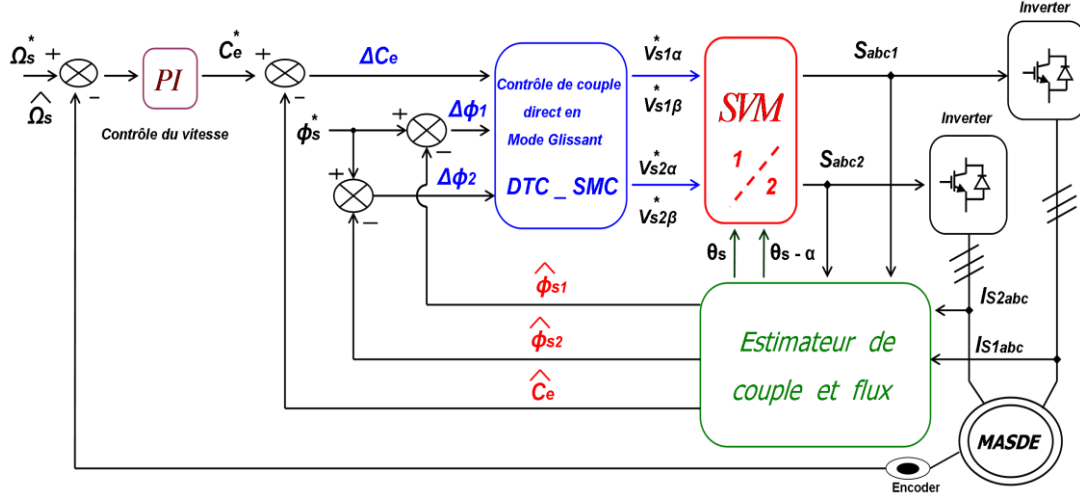 Inverter
Ωs* + -
Ω̂s
PI
Ce* + -
ΔCe
Contrôle du vitesse
Contrôle de couple
direct en
Mode Glissant
DTC _ SMC
Vs1α*
Vs1β*
Vs2α*
Vs2β*
SVM
1
2
Sabc1
Sabc2
Inverter
ϕs*
+ −
Δϕ1
+ −
Δϕ2
θs
θs - α
ϕ̂s1
ϕ̂s2
Ĉe
Estimateur de
couple et flux
IS2abc
IS1abc
MASDE
Encoder